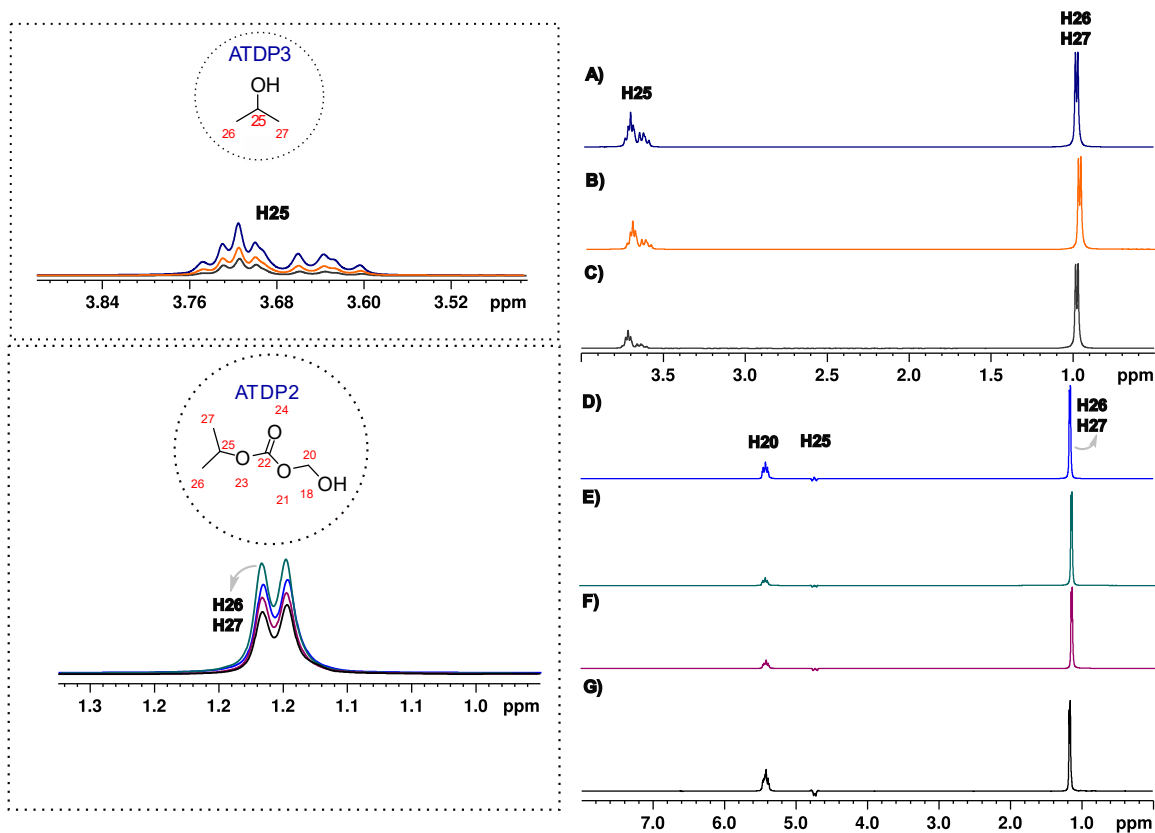 ATDP3
OH
26
25
27
H25
3.84 3.76 3.68 3.60 3.52 ppm
ATDP2
24
27
O
25
20
O
22
O
OH
26
23
21
18
H26
H27
1.3 1.2 1.2 1.1 1.1 1.0 ppm
H26
H27
A)
H25
B)
C)
3.5 3.0 2.5 2.0 1.5 1.0 ppm
D)
H20 H25
H26
H27
E)
F)
G)
7.0 6.0 5.0 4.0 3.0 2.0 1.0 ppm